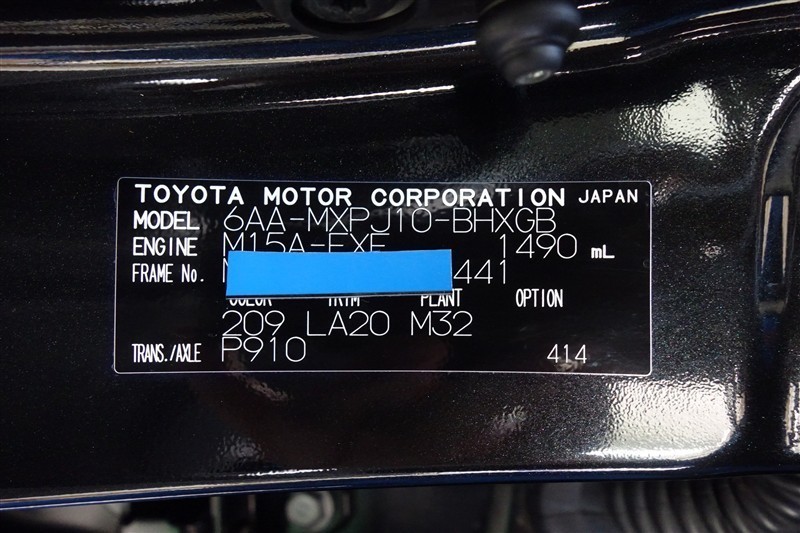 TOYOTA MOTOR CORPORATION JAPAN
MODEL 6AA-MXPJ10-BHXGB
ENGINE M15A-FXE 1490 mL
FRAME No. 441
COLOR TRIM PLANT OPTION
209 LA20 M32
TRANS./AXLE P910 414